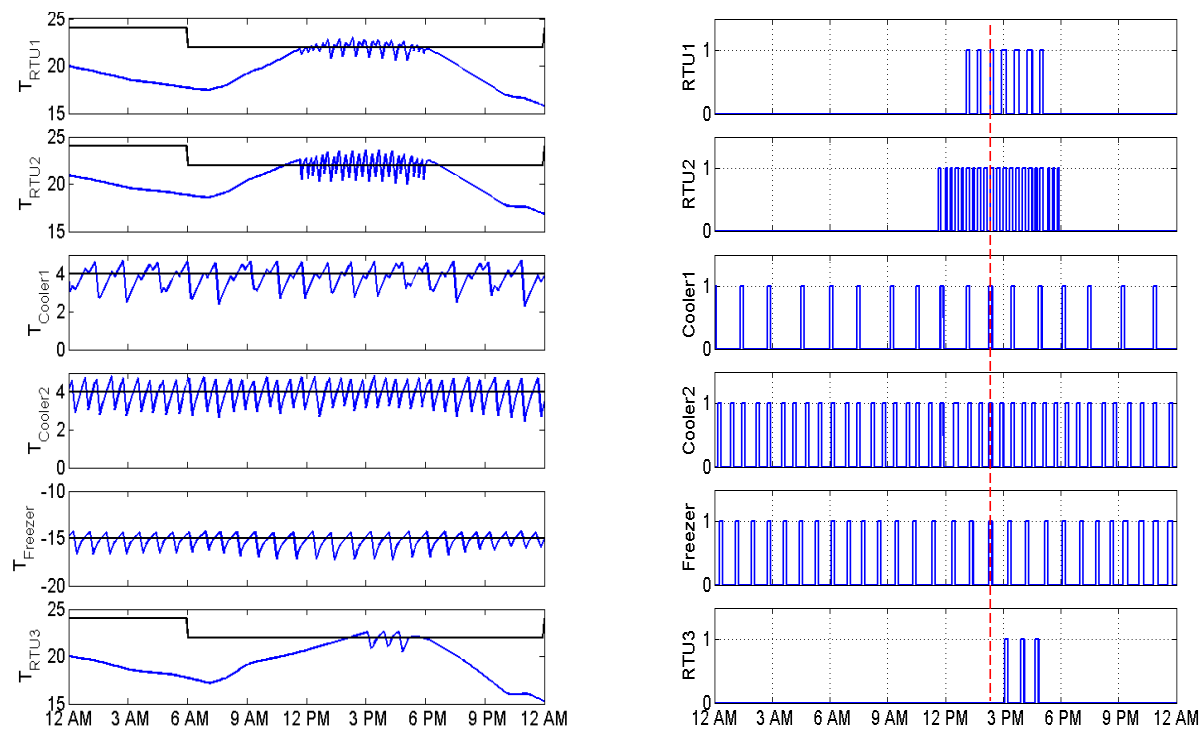 25
20
15
T_RTU1
25
20
15
T_RTU2
4
2
0
T_Cooler1
4
2
0
T_Cooler2
-10
-15
-20
T_Freezer
25
20
15
T_RTU3
12 AM 3 AM 6 AM 9 AM 12 PM 3 PM 6 PM 9 PM 12 AM
1
0
RTU1
1
0
RTU2
1
0
Cooler1
1
0
Cooler2
1
0
Freezer
1
0
RTU3
12 AM 3 AM 6 AM 9 AM 12 PM 3 PM 6 PM 9 PM 12 AM